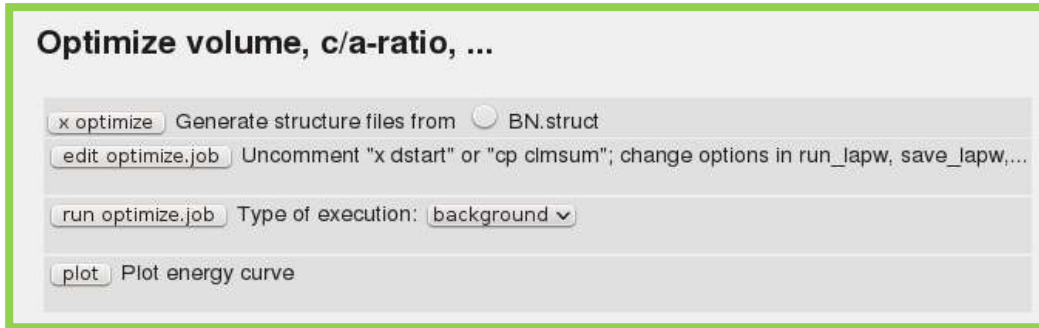 Optimize volume, c/a-ratio, ...
x optimize Generate structure files from BN.struct
edit optimize.job Uncomment "x dstart" or "cp clmsum"; change options in run_lapw, save_lapw,...
run optimize.job Type of execution: background
plot Plot energy curve